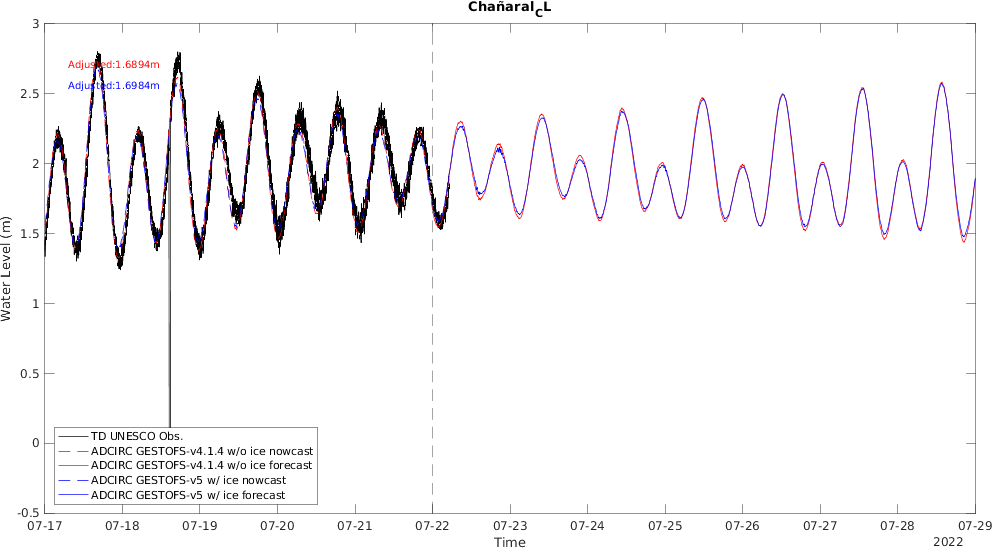 Chañaral_CL
3
2.5
2
1.5
1
0.5
0
-0.5
Water Level (m)
Adjusted:1.6894m
Adjusted:1.6984m
TD UNESCO Obs.
ADCIRC GESTOFS-v4.1.4 w/o ice nowcast
ADCIRC GESTOFS-v4.1.4 w/o ice forecast
ADCIRC GESTOFS-v5 w/ ice nowcast
ADCIRC GESTOFS-v5 w/ ice forecast
07-17 07-18 07-19 07-20 07-21 07-22 07-23 07-24 07-25 07-26 07-27 07-28 07-29
Time
2022